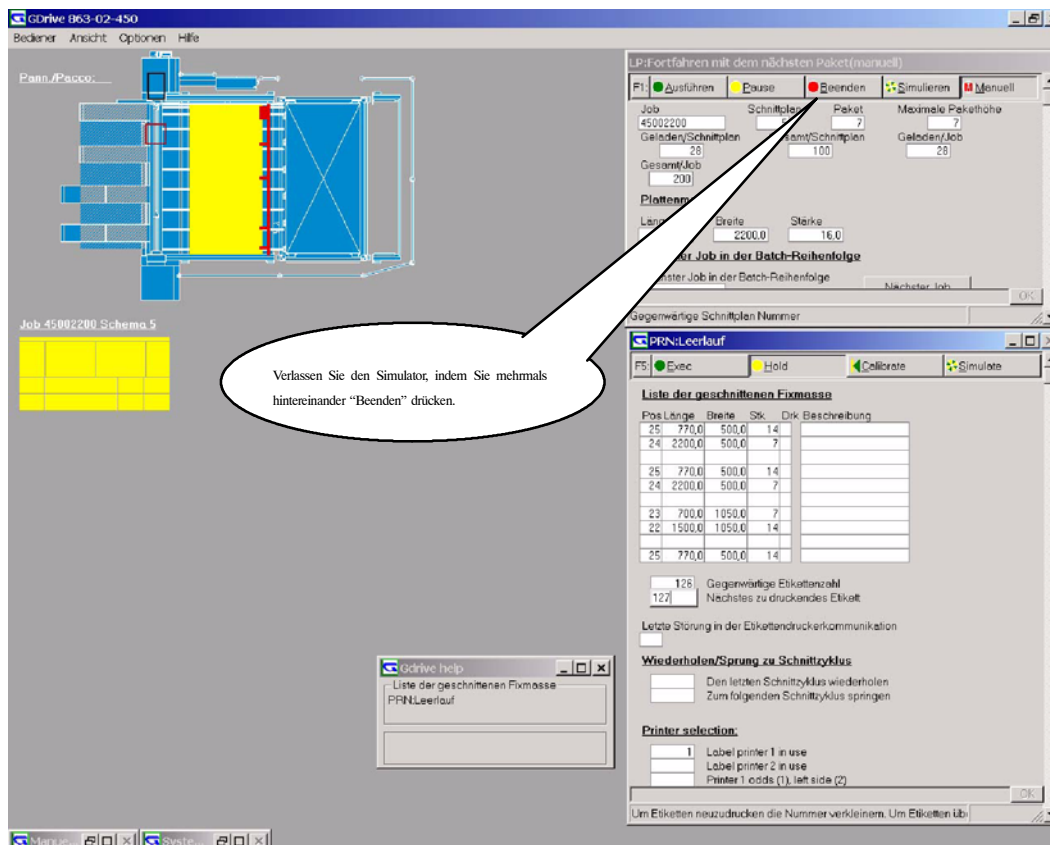 GDrive 863-02-450
Bediener Ansicht Optionen Hilfe
Pann./Pacco:
Job 45002200 Schema 5
LP:Fortfahren mit dem nächsten Paket(manuell)
F1: Ausführen Pause Beenden Simulieren M Manuell
Job Schnittplan Paket Maximale Pakethöhe
45002200 7 7
Geladen/Schnittplan Geladen/Job
28 100 28
Gesamt/Job
200
Breite Stärke
2200,0 16,0
Job in der Batch-Reihenfolge
Job in der Batch-Reihenfolge
Nächster Job
OK
Gegenwärtige Schnittplan Nummer
Verlassen Sie den Simulator, indem Sie mehrmals
hintereinander “Beenden” drücken.
PRN:Leerlauf
F5: Exec Hold Calibrate Simulate
Liste der geschnittenen Fixmasse
Pos Länge Breite Stk. Drk Beschreibung
25 770,0 500,0 14
24 2200,0 500,0 7
25 770,0 500,0 14
24 2200,0 500,0 7
23 700,0 1050,0 7
22 1500,0 1050,0 14
25 770,0 500,0 14
126 Gegenwärtige Etikettenzahl
127 Nächstes zu druckendes Etikett
Letzte Störung in der Etikettendruckerkommunikation
Wiederholen/Sprung zu Schnittzyklus
Den letzten Schnittzyklus wiederholen
Zum folgenden Schnittzyklus springen
Printer selection:
1 Label printer 1 in use
Label printer 2 in use
Printer 1 odds (1), left side (2)
OK
Um Etiketten neuzudrucken die Nummer verkleinern. Um Etiketten üb
Gdrive help
Liste der geschnittenen Fixmasse
PRN:Leerlauf
Manue... Syste...